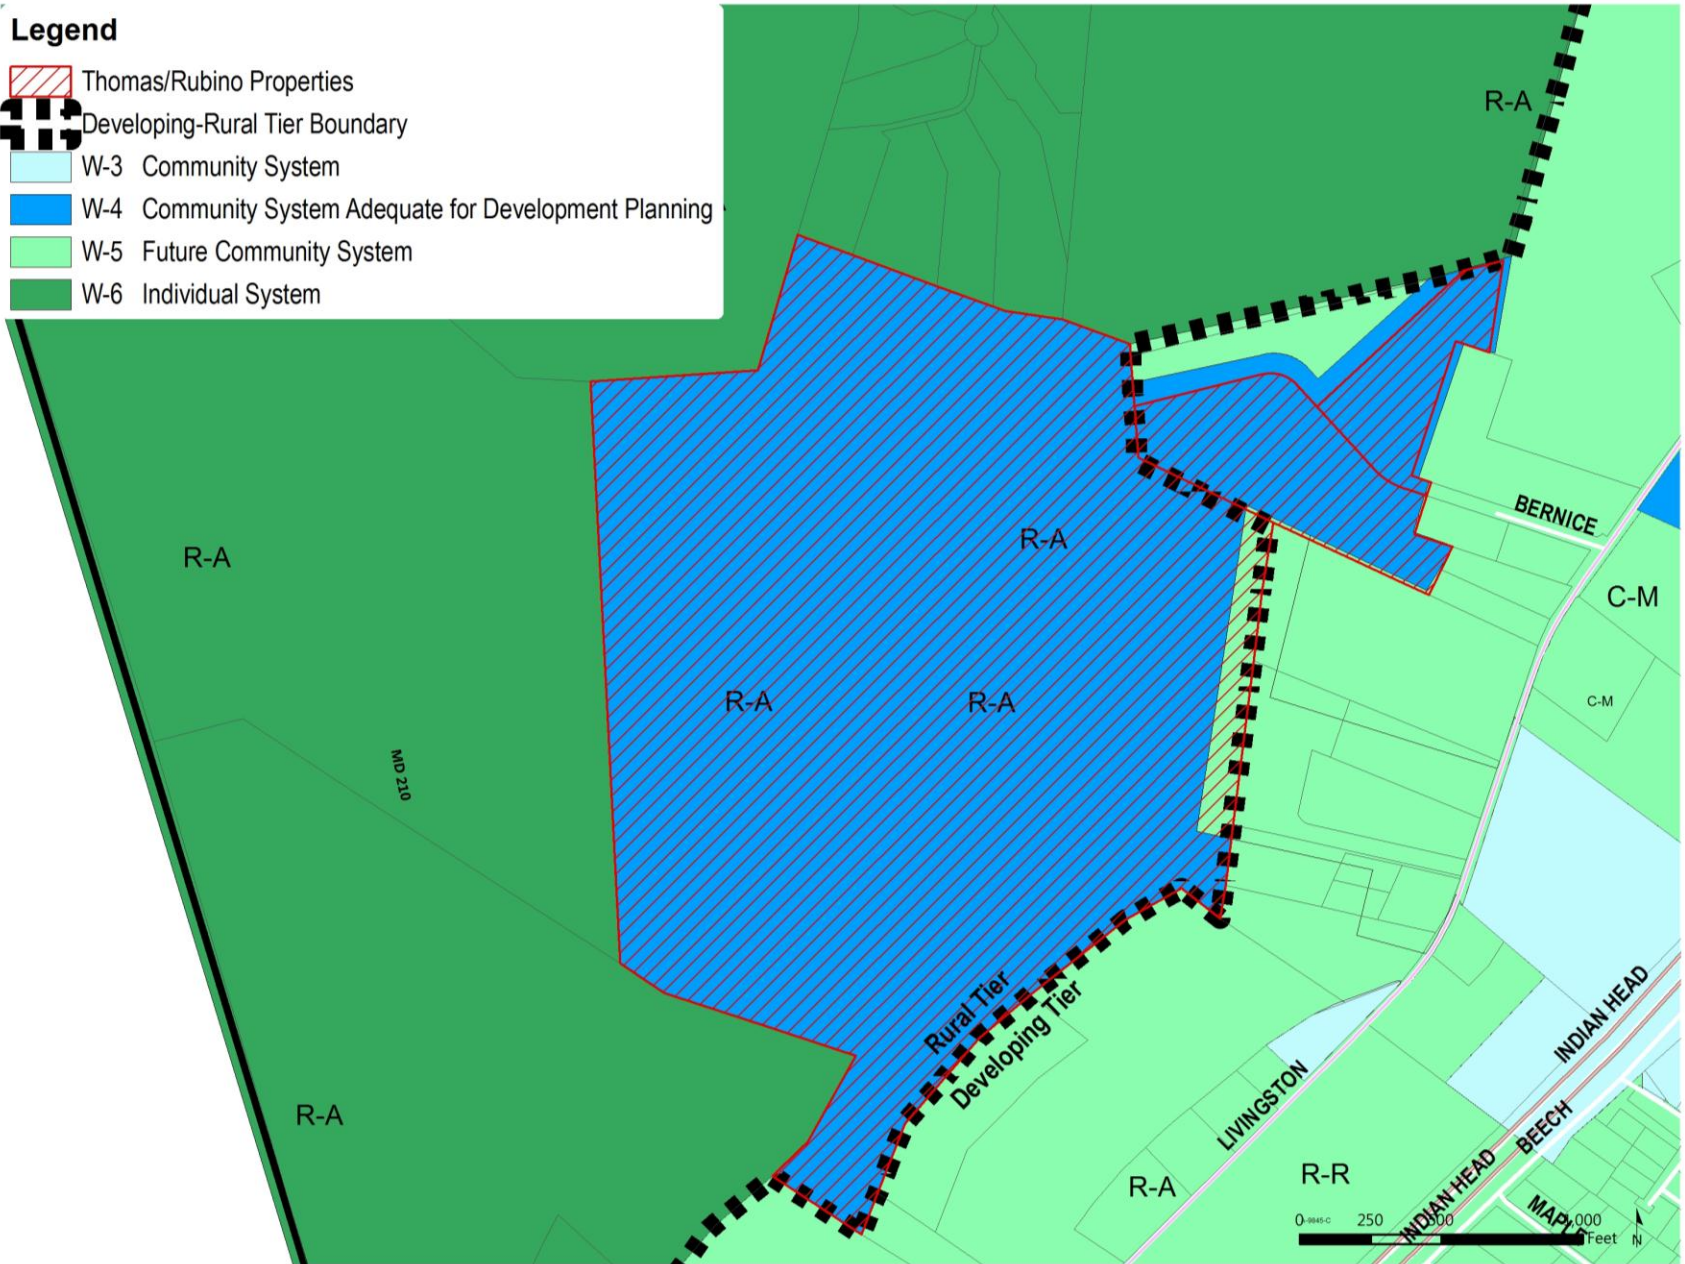 Legend
Thomas/Rubino Properties
Developing-Rural Tier Boundary
W-3 Community System
W-4 Community System Adequate for Development Planning
W-5 Future Community System
W-6 Individual System
R-A
BERNICE
R-A
R-A
C-M
R-A
R-A
C-M
MD 210
Rural Tier
Developing Tier
INDIAN HEAD
R-A
LIVINGSTON
BEECH
R-A
R-R
INDIAN HEAD
MAPLE
0 250 500 1,000
Feet
N